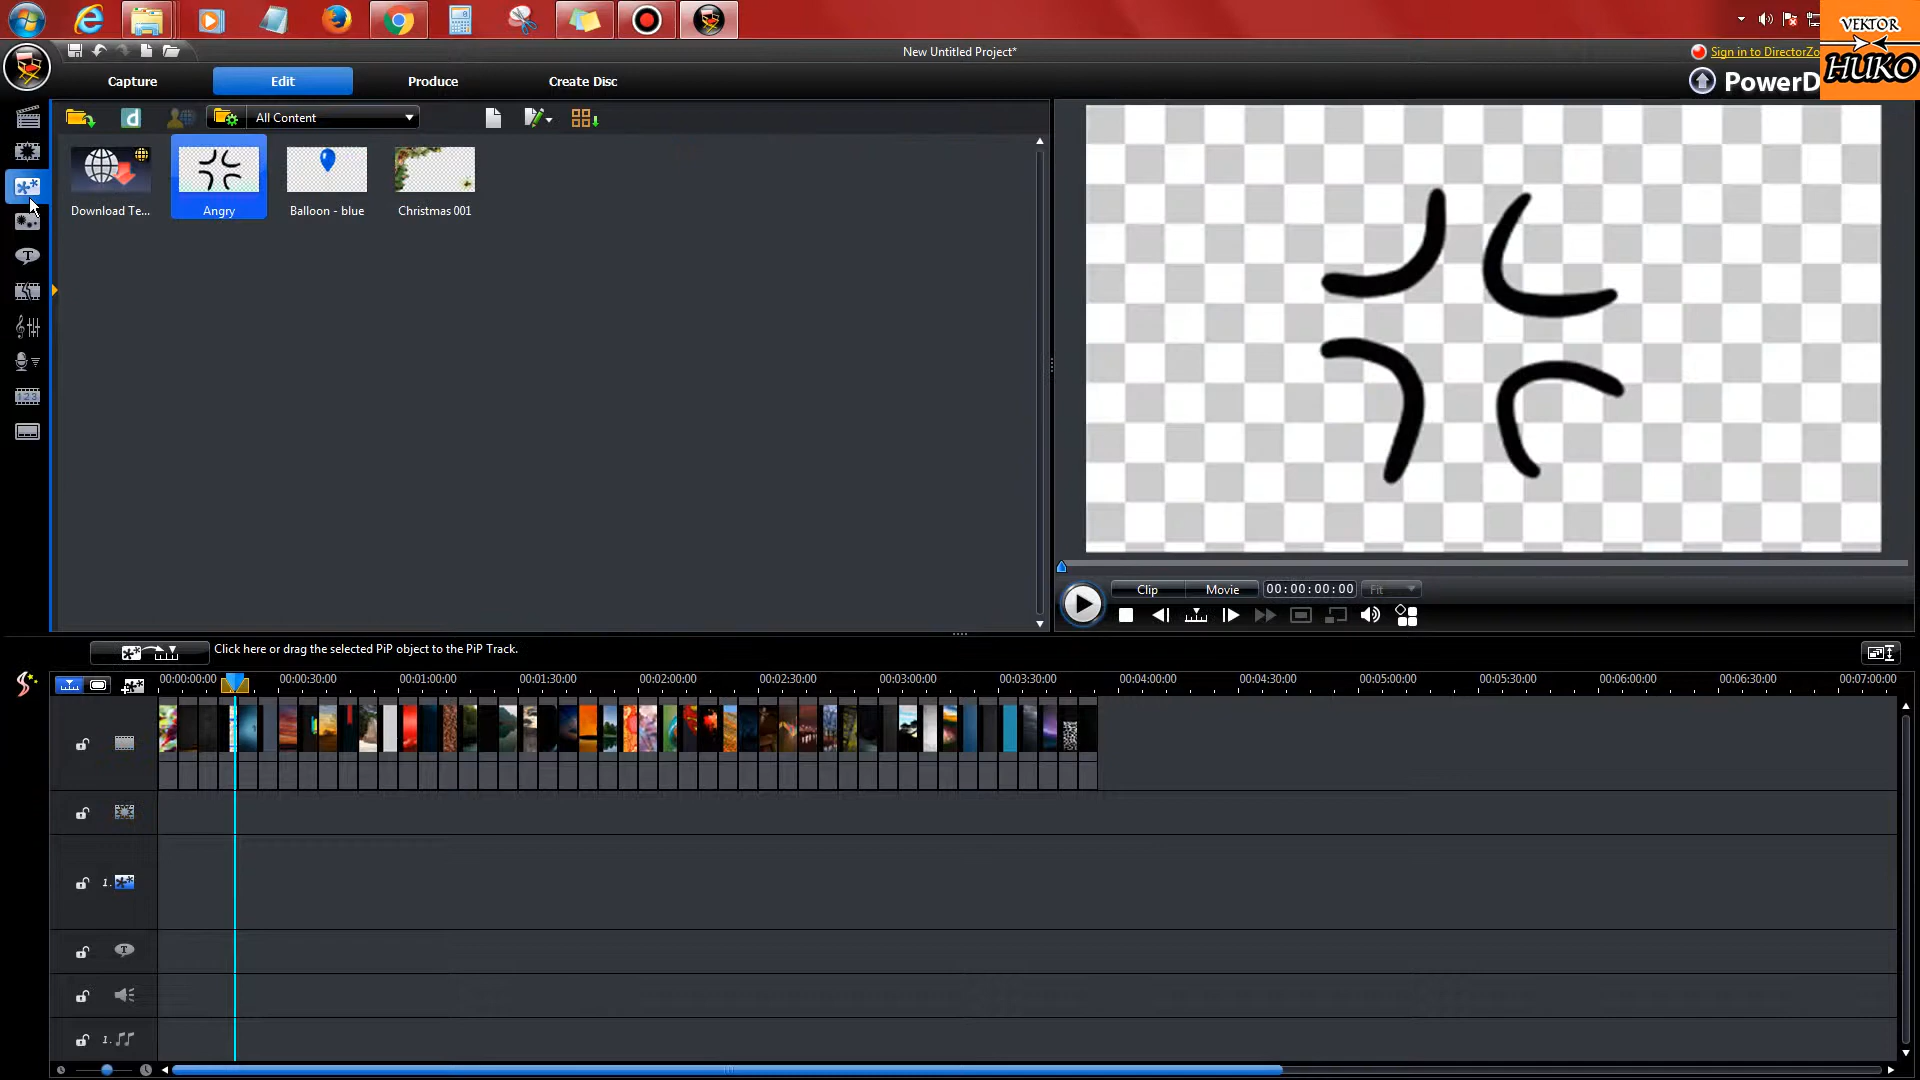 New Untitled Project*
Sign in to DirectorZo
VEKTOR
HUKO
PowerD
Capture
Edit
Produce
Create Disc
d
All Content
Download Te...
Angry
Balloon - blue
Christmas 001
T
1 2 3
Clip
Movie
00:00:00:00
Fit
Click here or drag the selected PiP object to the PiP Track.
00:00:00:00
00:00:30:00
00:01:00:00
00:01:30:00
00:02:00:00
00:02:30:00
00:03:00:00
00:03:30:00
00:04:00:00
00:04:30:00
00:05:00:00
00:05:30:00
00:06:00:00
00:06:30:00
00:07:00:00
1.
T
1.